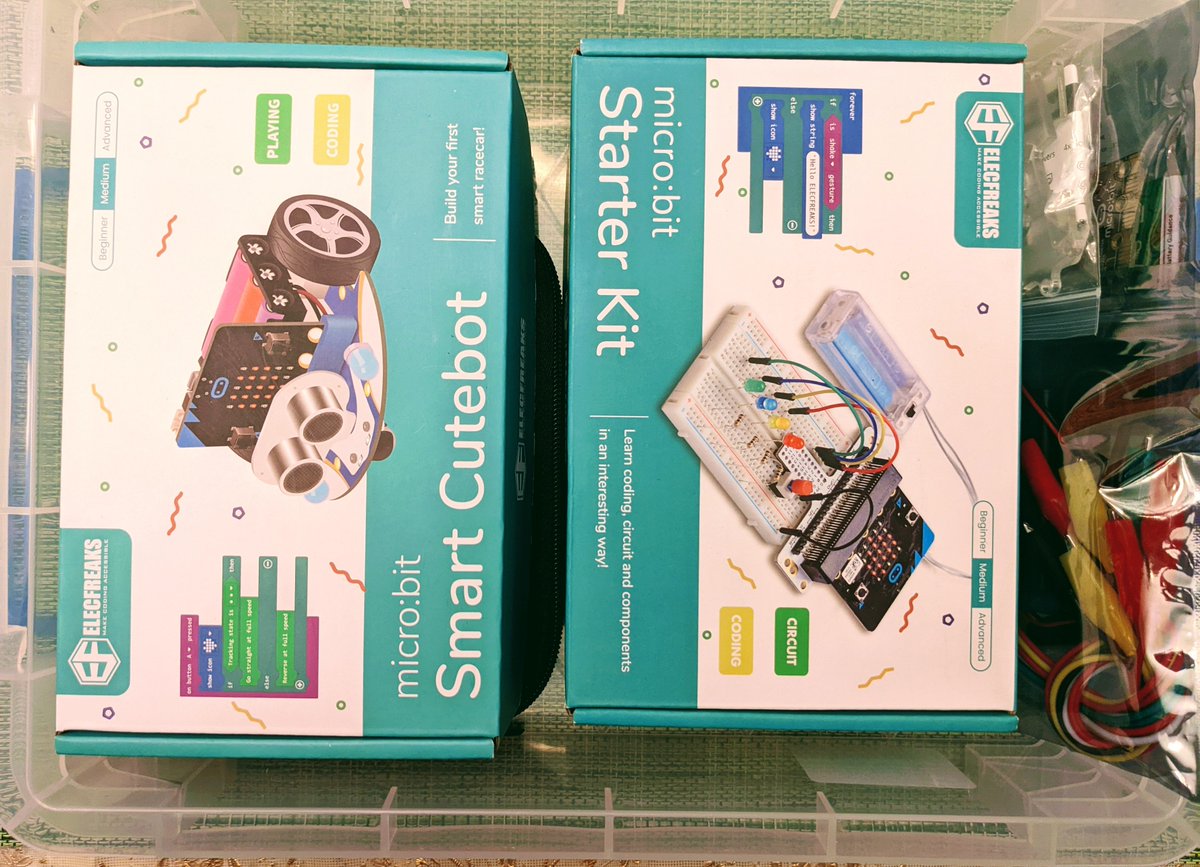 Beginner
Medium
Advanced
PLAYING
CODING
Build your first
smart racecar!
micro:bit
Smart Cutebot
ELECFREAKS
MAKE CODING ACCESSIBLE
on button A pressed
show icon
if Tracking state is then
Go straight at full speed
else
Reverse at full speed
ELECFREAKS
micro:bit
Starter Kit
Learn coding, circuit and components
in an interesting way!
forever
if is shake gesture then
show string "Hello ELECFREAKS!"
else
show icon
ELECFREAKS
MAKE CODING ACCESSIBLE
Beginner
Medium
Advanced
CODING
CIRCUIT